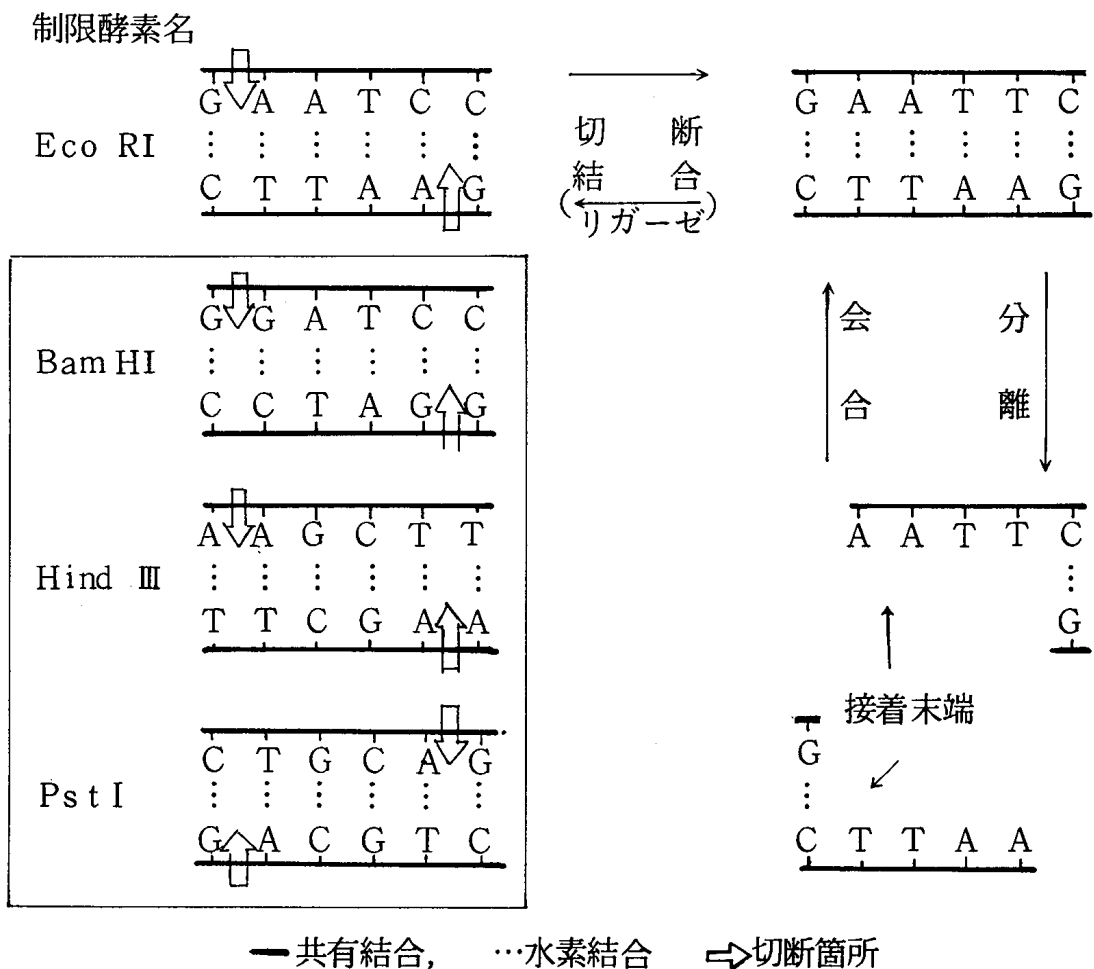 制限酵素名
G A A T C C
Eco RI
C T T A A G
切 断
結 合
(リガーゼ)
G A A T T C
C T T A A G
G G A T C C
Bam HI
C C T A G G
会 分
合 離
A A G C T T
Hind Ⅲ
T T C G A A
A A T T C
G
接着末端
C T G C A G
Pst I
G A C G T C
G
C T T A A
共有結合, …水素結合 切断箇所